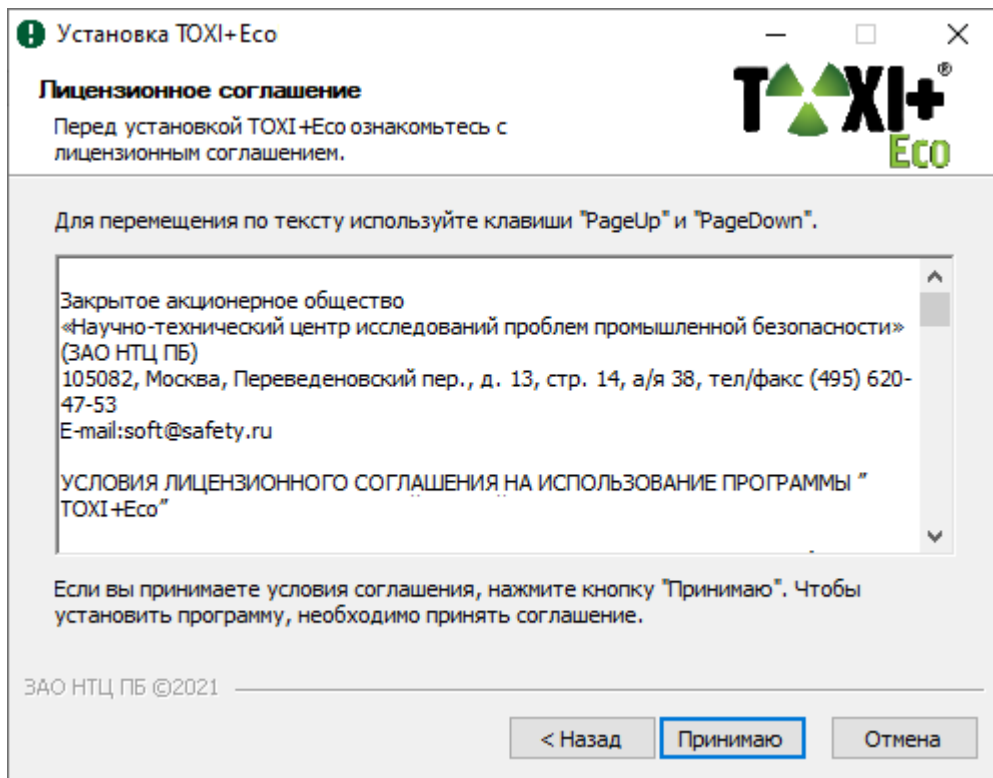 Установка TOXI+Eco
Лицензионное соглашение
Перед установкой TOXI+Eco ознакомьтесь с
лицензионным соглашением.
TOXI+®
Eco
Для перемещения по тексту используйте клавиши "PageUp" и "PageDown".
Закрытое акционерное общество
«Научно-технический центр исследований проблем промышленной безопасности»
(ЗАО НТЦ ПБ)
105082, Москва, Переведеновский пер., д. 13, стр. 14, а/я 38, тел/факс (495) 620-
47-53
E-mail:soft@safety.ru
УСЛОВИЯ ЛИЦЕНЗИОННОГО СОГЛАШЕНИЯ НА ИСПОЛЬЗОВАНИЕ ПРОГРАММЫ ”
TOXI+Eco”
Если вы принимаете условия соглашения, нажмите кнопку "Принимаю". Чтобы
установить программу, необходимо принять соглашение.
ЗАО НТЦ ПБ ©2021
< Назад
Принимаю
Отмена